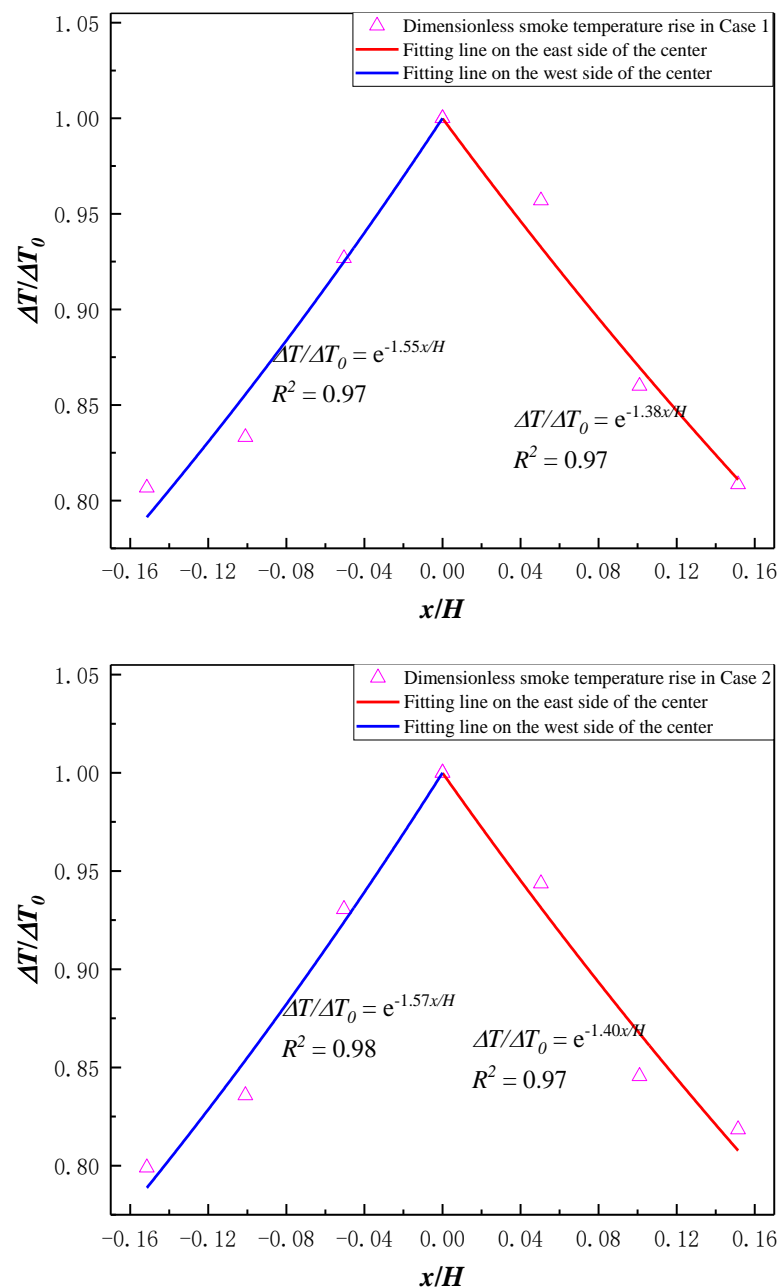 Dimensionless smoke temperature rise in Case 1
Fitting line on the east side of the center
Fitting line on the west side of the center
1.05
1.00
0.95
0.90
0.85
0.80
ΔT/ΔT₀
ΔT/ΔT₀ = e^-1.55x/H
R² = 0.97
ΔT/ΔT₀ = e^-1.38x/H
R² = 0.97
-0.16 -0.12 -0.08 -0.04 0.00 0.04 0.08 0.12 0.16
x/H
Dimensionless smoke temperature rise in Case 2
Fitting line on the east side of the center
Fitting line on the west side of the center
1.05
1.00
0.95
0.90
0.85
0.80
ΔT/ΔT₀
ΔT/ΔT₀ = e^-1.57x/H
R² = 0.98
ΔT/ΔT₀ = e^-1.40x/H
R² = 0.97
-0.16 -0.12 -0.08 -0.04 0.00 0.04 0.08 0.12 0.16
x/H